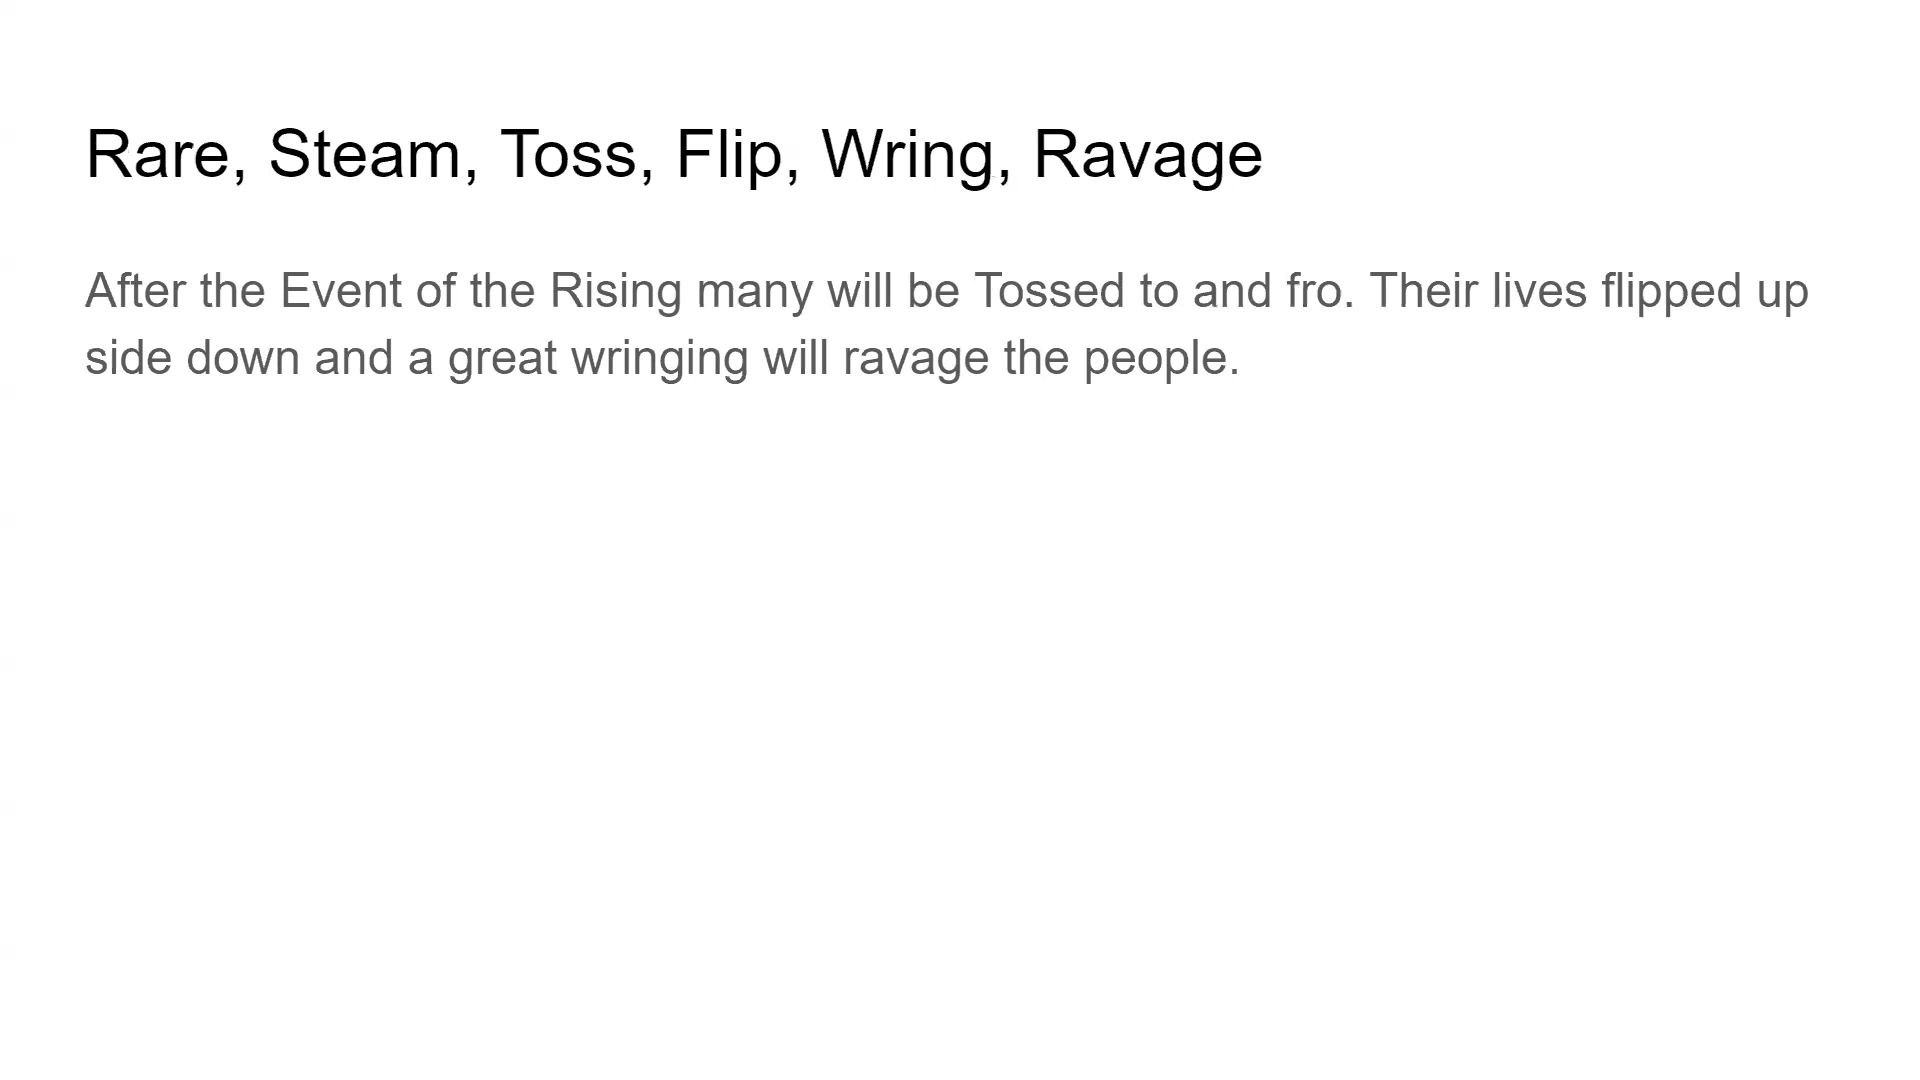 Rare, Steam, Toss, Flip, Wring, Ravage
After the Event of the Rising many will be Tossed to and fro. Their lives flipped up
side down and a great wringing will ravage the people.